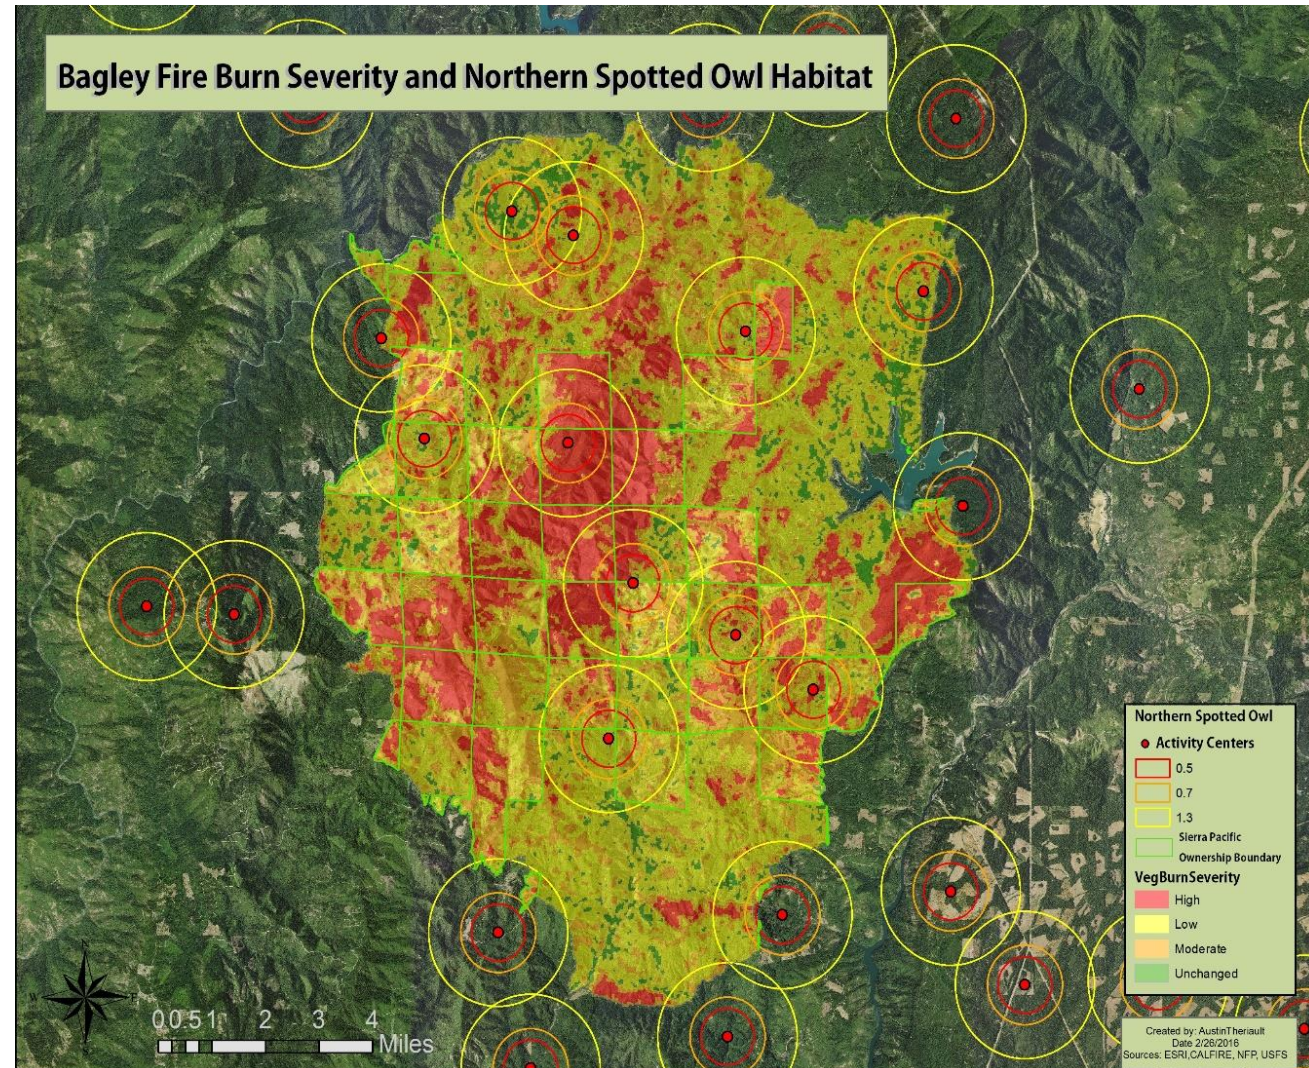 Bagley Fire Burn Severity and Northern Spotted Owl Habitat
Northern Spotted Owl
Activity Centers
0.5
0.7
1.3
Sierra Pacific
Ownership Boundary
VegBurnSeverity
High
Low
Moderate
Unchanged
N
W E
S
0 0.5 1 2 3 4
Miles
Created by: AustinTheriault
Date 2/26/2016
Sources: ESRI,CALFIRE, NFP, USFS